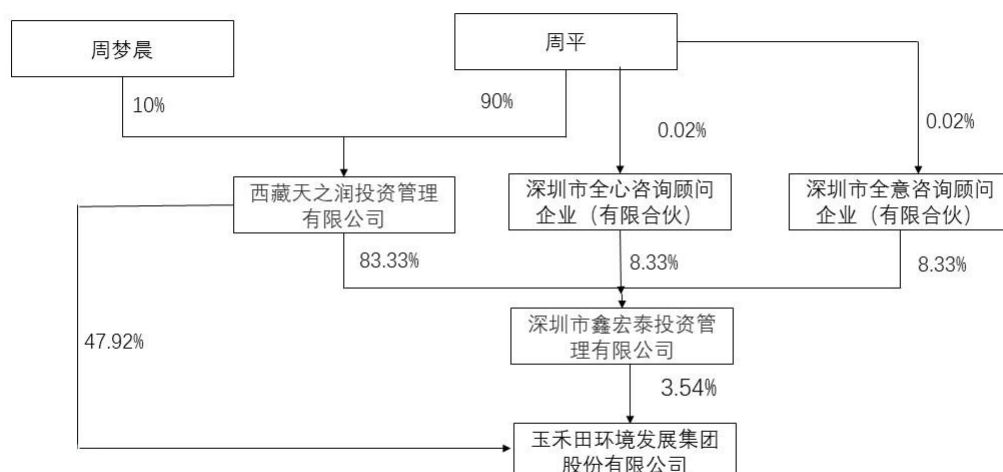 周梦晨
周平
10%
90%
0.02%
0.02%
西藏天之润投资管理
有限公司
深圳市全心咨询顾问
企业（有限合伙）
深圳市全意咨询顾问
企业（有限合伙）
83.33%
8.33%
8.33%
深圳市鑫宏泰投资管
理有限公司
47.92%
3.54%
玉禾田环境发展集团
股份有限公司